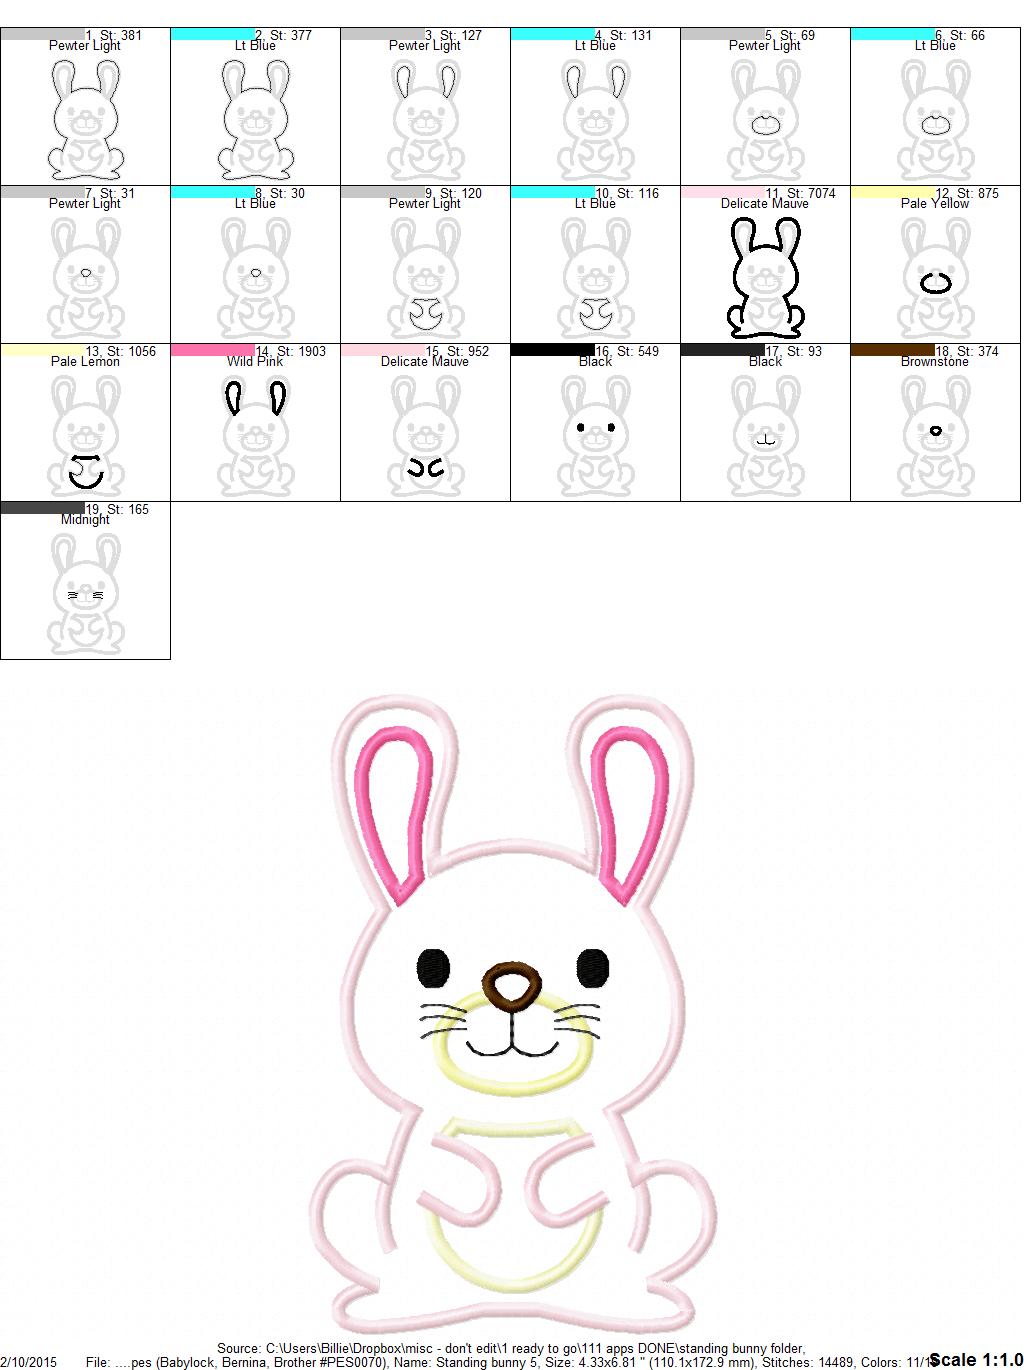 1, St: 381
Pewter Light
2, St: 377
Lt Blue
3, St: 127
Pewter Light
4, St: 131
Lt Blue
5, St: 69
Pewter Light
6, St: 66
Lt Blue
7, St: 31
Pewter Light
8, St: 30
Lt Blue
9, St: 120
Pewter Light
10, St: 116
Lt Blue
11, St: 7074
Delicate Mauve
12, St: 875
Pale Yellow
13, St: 1056
Pale Lemon
14, St: 1903
Wild Pink
15, St: 952
Delicate Mauve
16, St: 549
Black
17, St: 93
Black
18, St: 374
Brownstone
19, St: 165
Midnight
Source: C:\Users\Billie\Dropbox\misc - don't edit\1 ready to go\111 apps DONE\standing bunny folder,
2/10/2015 File: ....pes (Babylock, Bernina, Brother #PES0070), Name: Standing bunny 5, Size: 4.33x6.81 " (110.1x172.9 mm), Stitches: 14489, Colors: 11/1 Scale 1:1.0